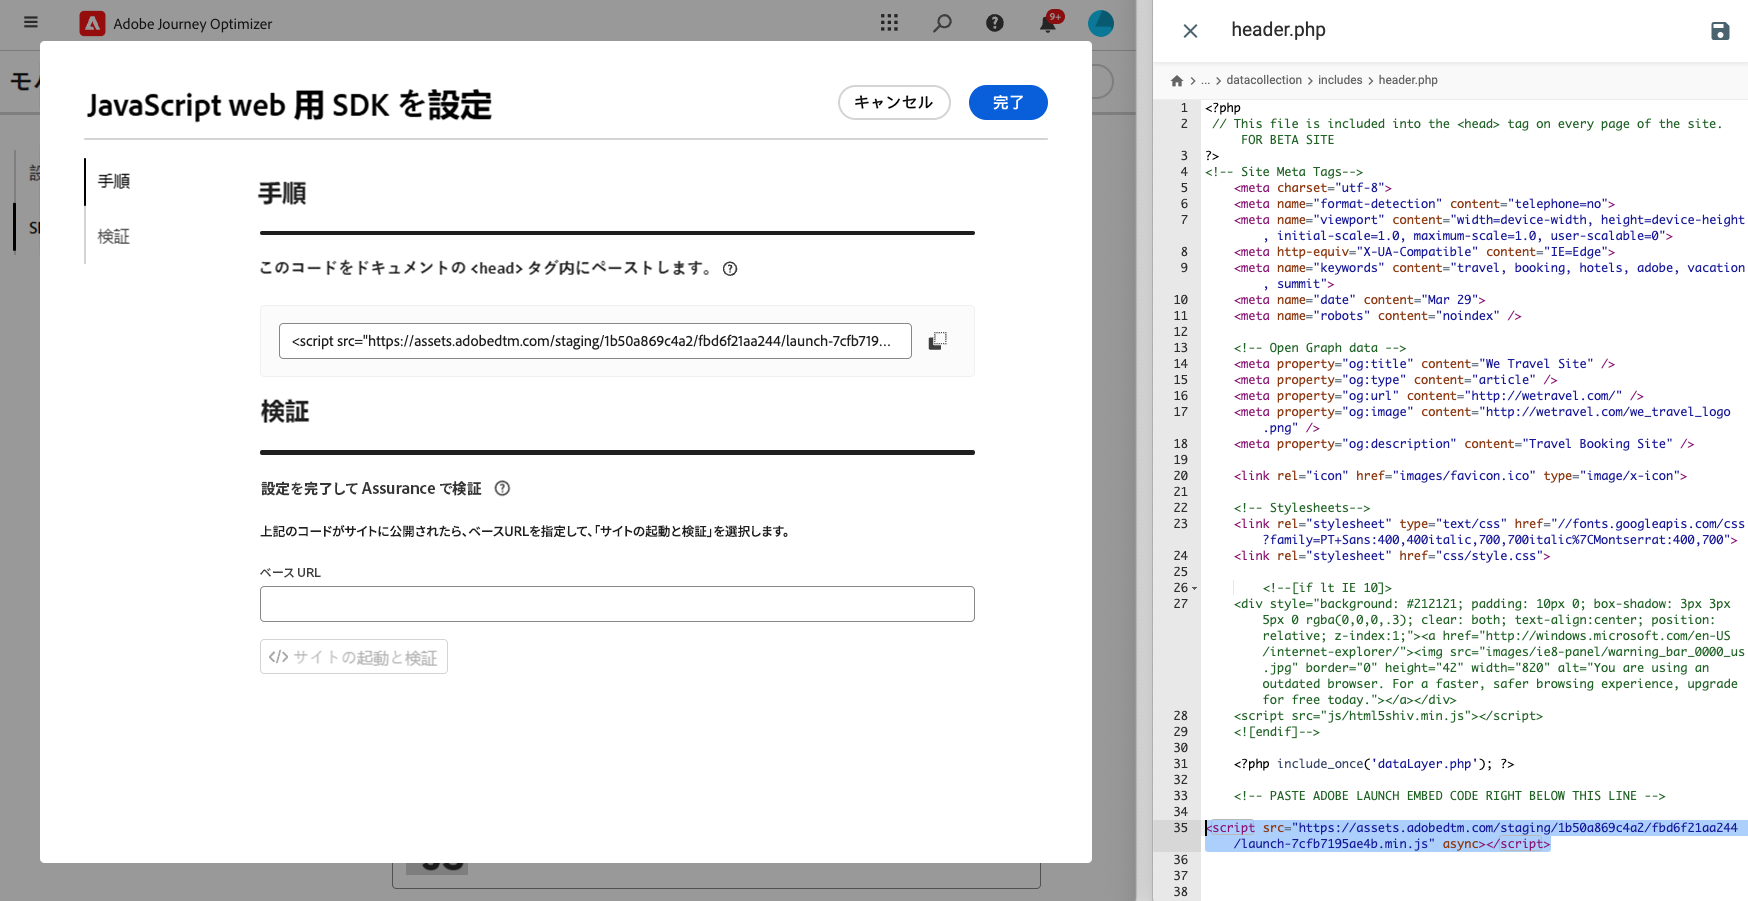 Adobe Journey Optimizer
9+
JavaScript web 用 SDK を設定
キャンセル
完了
手順
検証
手順
このコードをドキュメントの <head> タグ内にペーストします。
<script src="https://assets.adobedtm.com/staging/1b50a869c4a2/fbd6f21aa244/launch-7cfb719...
検証
設定を完了して Assurance で検証
上記のコードがサイトに公開されたら、ベースURLを指定して、「サイトの起動と検証」を選択します。
ベース URL
</> サイトの起動と検証
header.php
... > datacollection > includes > header.php
1 <?php
2 // This file is included into the <head> tag on every page of the site.
FOR BETA SITE
3 ?>
4 <!-- Site Meta Tags-->
5 <meta charset="utf-8">
6 <meta name="format-detection" content="telephone=no">
7 <meta name="viewport" content="width=device-width, height=device-height
, initial-scale=1.0, maximum-scale=1.0, user-scalable=0">
8 <meta http-equiv="X-UA-Compatible" content="IE=Edge">
9 <meta name="keywords" content="travel, booking, hotels, adobe, vacation
, summit">
10 <meta name="date" content="Mar 29">
11 <meta name="robots" content="noindex" />
12
13 <!-- Open Graph data -->
14 <meta property="og:title" content="We Travel Site" />
15 <meta property="og:type" content="article" />
16 <meta property="og:url" content="http://wetravel.com/" />
17 <meta property="og:image" content="http://wetravel.com/we_travel_logo
.png" />
18 <meta property="og:description" content="Travel Booking Site" />
19
20 <link rel="icon" href="images/favicon.ico" type="image/x-icon">
21
22 <!-- Stylesheets-->
23 <link rel="stylesheet" type="text/css" href="//fonts.googleapis.com/css
?family=PT+Sans:400,400italic,700,700italic%7CMontserrat:400,700">
24 <link rel="stylesheet" href="css/style.css">
25
26 <!--[if lt IE 10]>
27 <div style="background: #212121; padding: 10px 0; box-shadow: 3px 3px
5px 0 rgba(0,0,0,.3); clear: both; text-align:center; position:
relative; z-index:1;"><a href="http://windows.microsoft.com/en-US
/internet-explorer/"><img src="images/ie8-panel/warning_bar_0000_us
.jpg" border="0" height="42" width="820" alt="You are using an
outdated browser. For a faster, safer browsing experience, upgrade
for free today."></a></div>
28 <script src="js/html5shiv.min.js"></script>
29 <![endif]-->
30
31 <?php include_once('dataLayer.php'); ?>
32
33 <!-- PASTE ADOBE LAUNCH EMBED CODE RIGHT BELOW THIS LINE -->
34
35 <script src="https://assets.adobedtm.com/staging/1b50a869c4a2/fbd6f21aa244
/launch-7cfb7195ae4b.min.js" async></script>
36
37
38